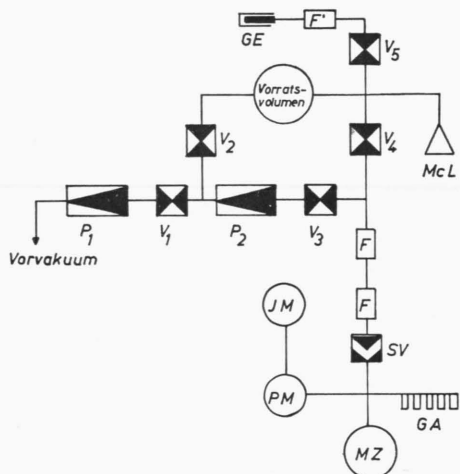 GE
F'
V5
Vorrats-
volumen
V2
V4
McL
P1
V1
P2
V3
Vorvakuum
F
F
JM
SV
PM
GA
MZ